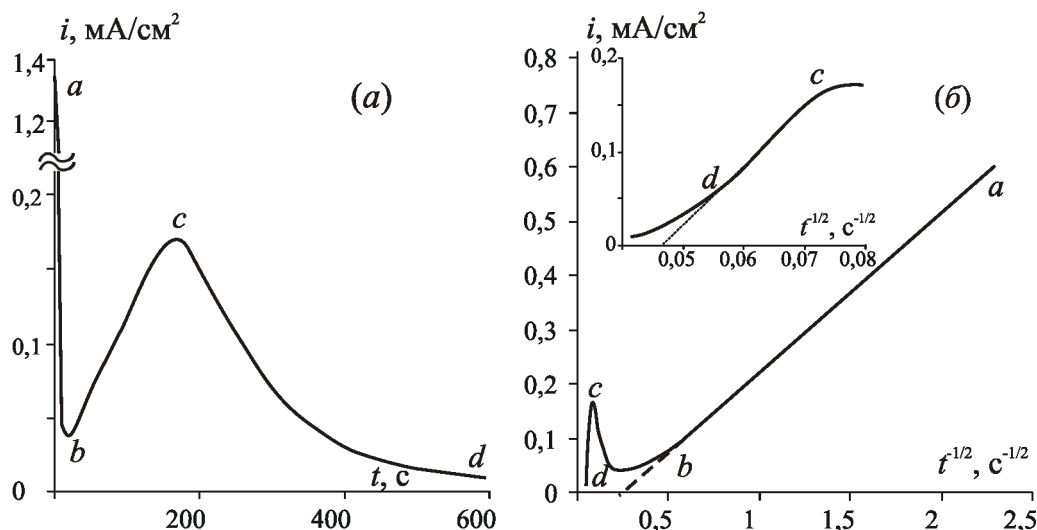 i, мА/см²
1,4
a
(а)
1,2
0,2
c
0,1
b
d
t, с
0
200
400
600
i, мА/см²
0,8
(б)
0,7
0,6
a
0,5
0,4
0,3
0,2
c
0,1
b
d
t⁻¹/², с⁻¹/²
0
0,5
1
1,5
2
2,5
0,2
c
0,1
d
t⁻¹/², с⁻¹/²
0
0,05
0,06
0,07
0,08